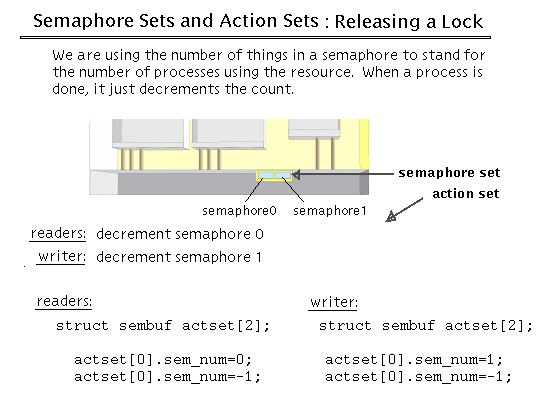 Semaphore Sets and Action Sets : Releasing a Lock
We are using the number of things in a semaphore to stand for
the number of processes using the resource. When a process is
done, it just decrements the count.
semaphore set
action set
semaphore0 semaphore1
readers: decrement semaphore 0
writer: decrement semaphore 1
readers:
struct sembuf actset[2];
actset[0].sem_num=0;
actset[0].sem_num=-1;
writer:
struct sembuf actset[2];
actset[0].sem_num=1;
actset[0].sem_num=-1;